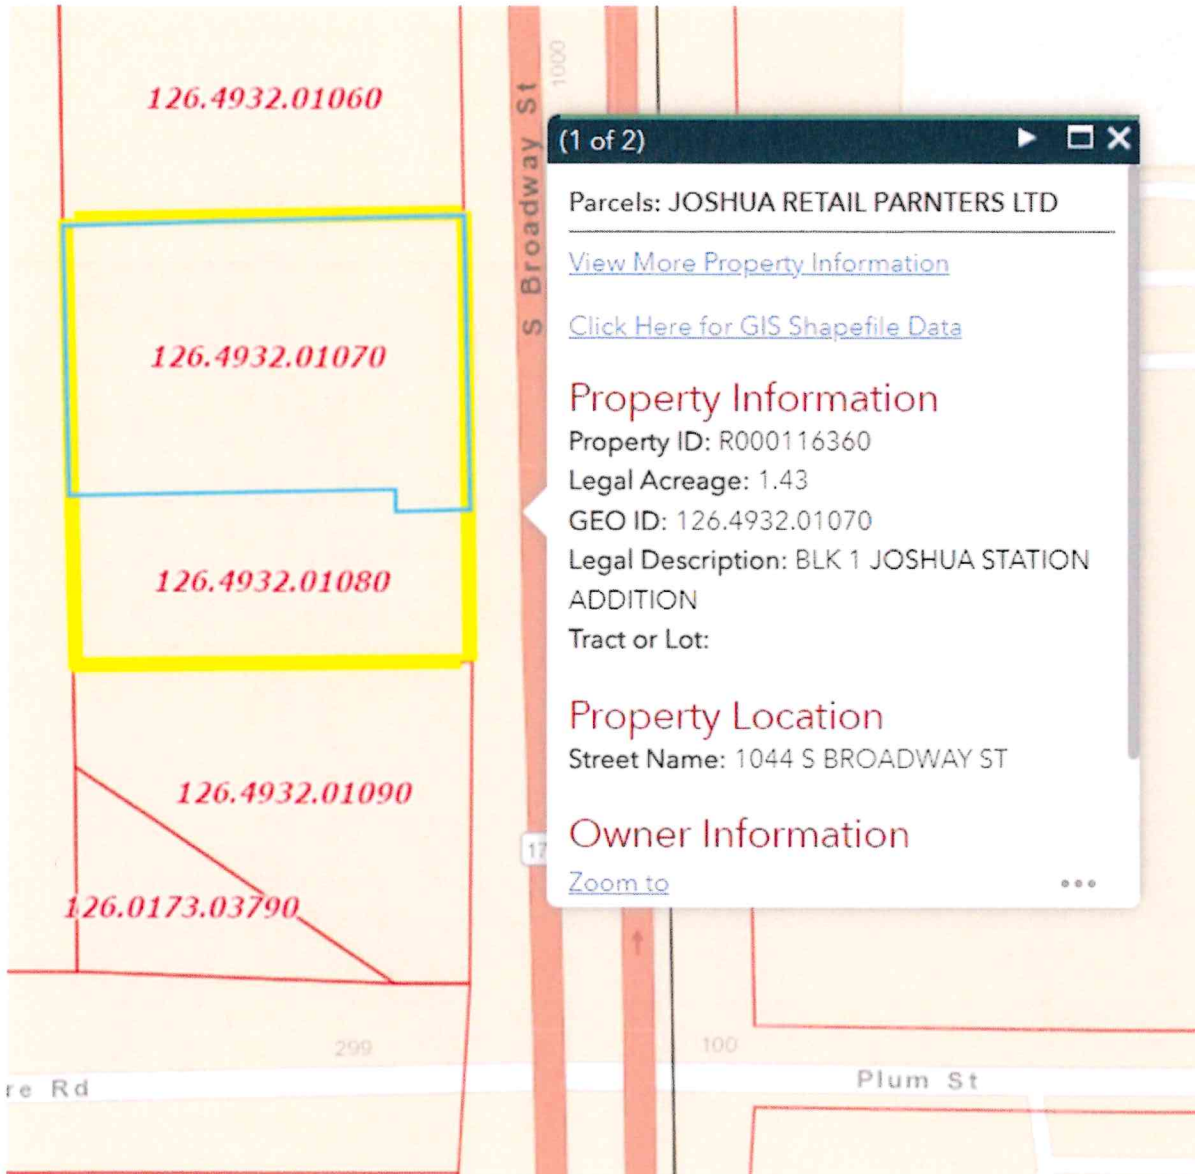 126.4932.01060
126.4932.01070
126.4932.01080
126.4932.01090
126.0173.03790
S Broadway St
1000
(1 of 2)
Parcels: JOSHUA RETAIL PARNTERS LTD
View More Property Information
Click Here for GIS Shapefile Data
Property Information
Property ID: R000116360
Legal Acreage: 1.43
GEO ID: 126.4932.01070
Legal Description: BLK 1 JOSHUA STATION
ADDITION
Tract or Lot:
Property Location
Street Name: 1044 S BROADWAY ST
Owner Information
Zoom to
17
299
100
re Rd
Plum St